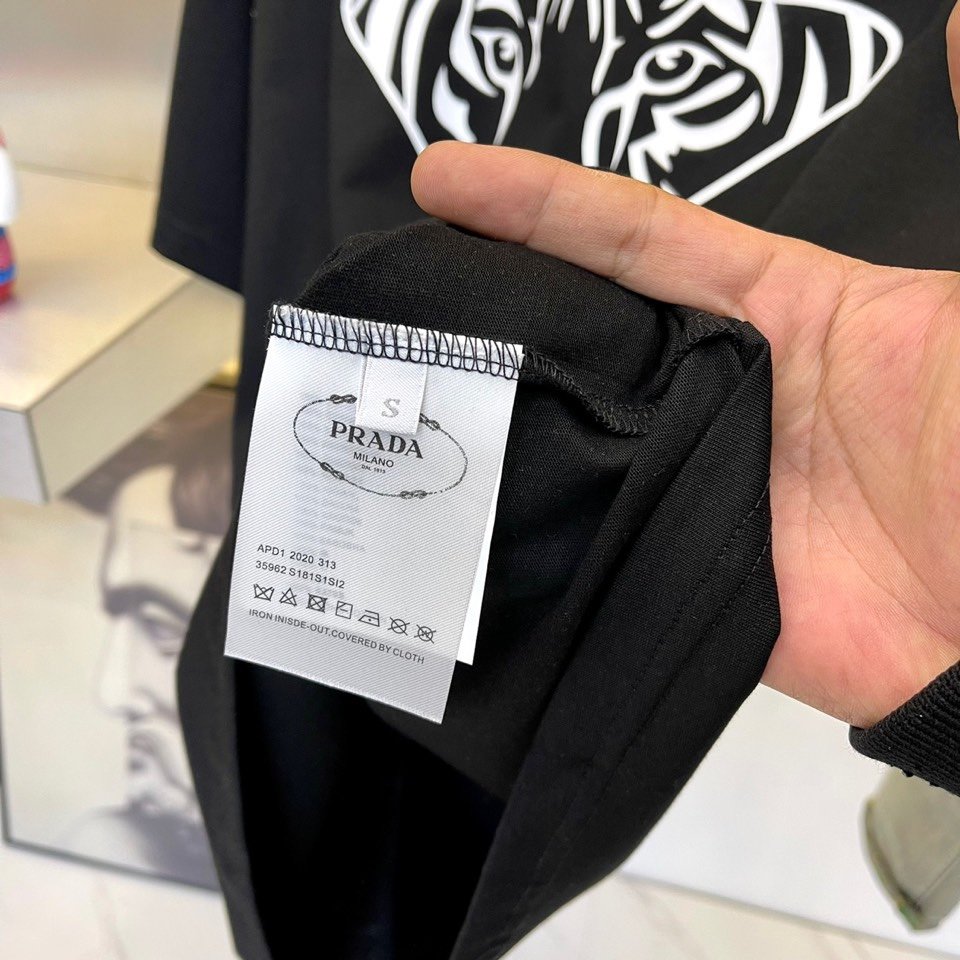 S
PRADA
MILANO
DAL 1913
APD1 2020 313
35962 S181S1SI2
IRON INISDE-OUT,COVERED BY CLOTH